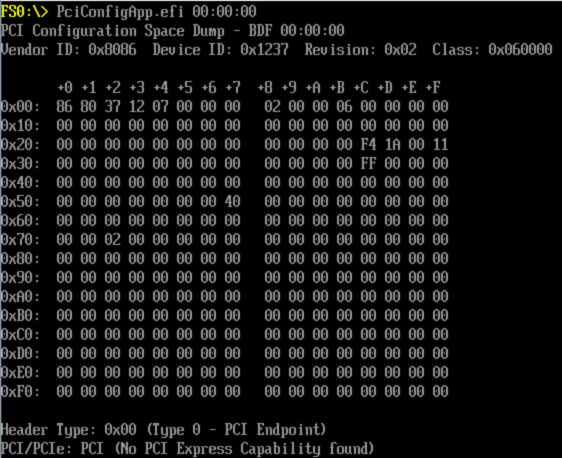 FS0:\> PciConfigApp.efi 00:00:00
PCI Configuration Space Dump - BDF 00:00:00
Vendor ID: 0x8086  Device ID: 0x1237  Revision: 0x02  Class: 0x060000
+0 +1 +2 +3 +4 +5 +6 +7  +8 +9 +A +B +C +D +E +F
0x00:  86 80 37 12 07 00 00 00  02 00 00 06 00 00 00 00
0x10:  00 00 00 00 00 00 00 00  00 00 00 00 00 00 00 00
0x20:  00 00 00 00 00 00 00 00  00 00 00 00 F4 1A 00 11
0x30:  00 00 00 00 00 00 00 00  00 00 00 00 FF 00 00 00
0x40:  00 00 00 00 00 00 00 00  00 00 00 00 00 00 00 00
0x50:  00 00 00 00 00 00 00 40  00 00 00 00 00 00 00 00
0x60:  00 00 00 00 00 00 00 00  00 00 00 00 00 00 00 00
0x70:  00 00 02 00 00 00 00 00  00 00 00 00 00 00 00 00
0x80:  00 00 00 00 00 00 00 00  00 00 00 00 00 00 00 00
0x90:  00 00 00 00 00 00 00 00  00 00 00 00 00 00 00 00
0xA0:  00 00 00 00 00 00 00 00  00 00 00 00 00 00 00 00
0xB0:  00 00 00 00 00 00 00 00  00 00 00 00 00 00 00 00
0xC0:  00 00 00 00 00 00 00 00  00 00 00 00 00 00 00 00
0xD0:  00 00 00 00 00 00 00 00  00 00 00 00 00 00 00 00
0xE0:  00 00 00 00 00 00 00 00  00 00 00 00 00 00 00 00
0xF0:  00 00 00 00 00 00 00 00  00 00 00 00 00 00 00 00
Header Type: 0x00 (Type 0 - PCI Endpoint)
PCI/PCIe: PCI (No PCI Express Capability found)